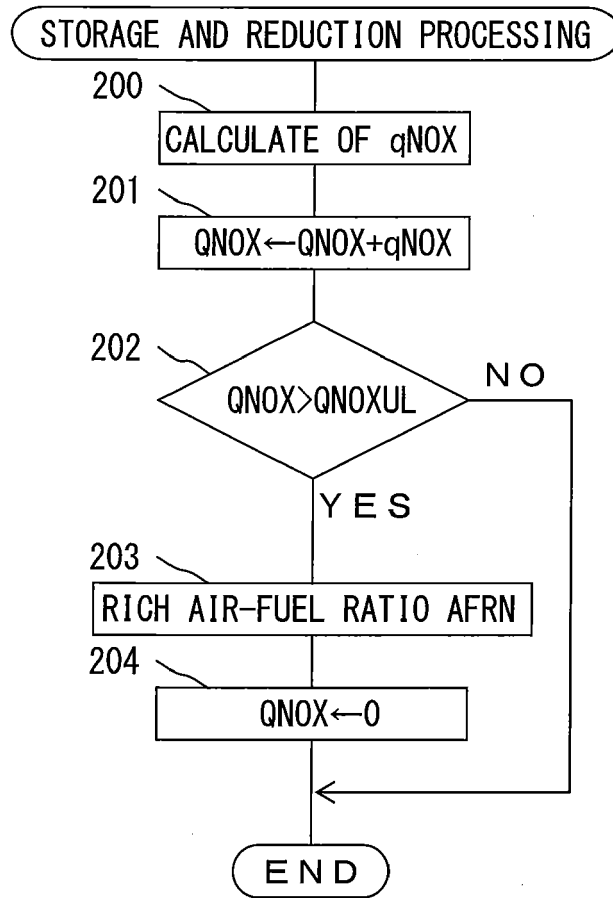 STORAGE AND REDUCTION PROCESSING
200
CALCULATE OF qNOX
201
QNOX←QNOX+qNOX
202
QNOX>QNOXUL
NO
YES
203
RICH AIR-FUEL RATIO AFRN
204
QNOX←0
END